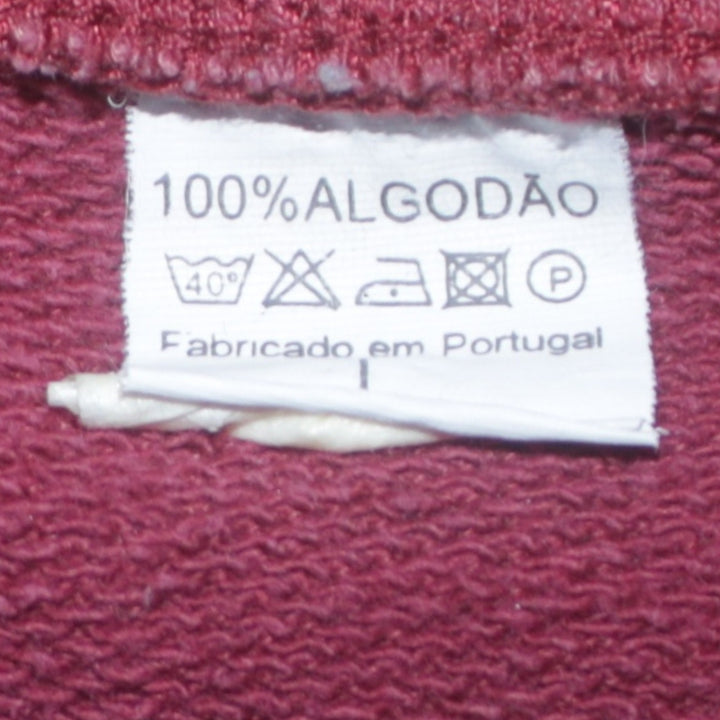 100% ALGODÃO
40°
P
Fabricado em Portugal